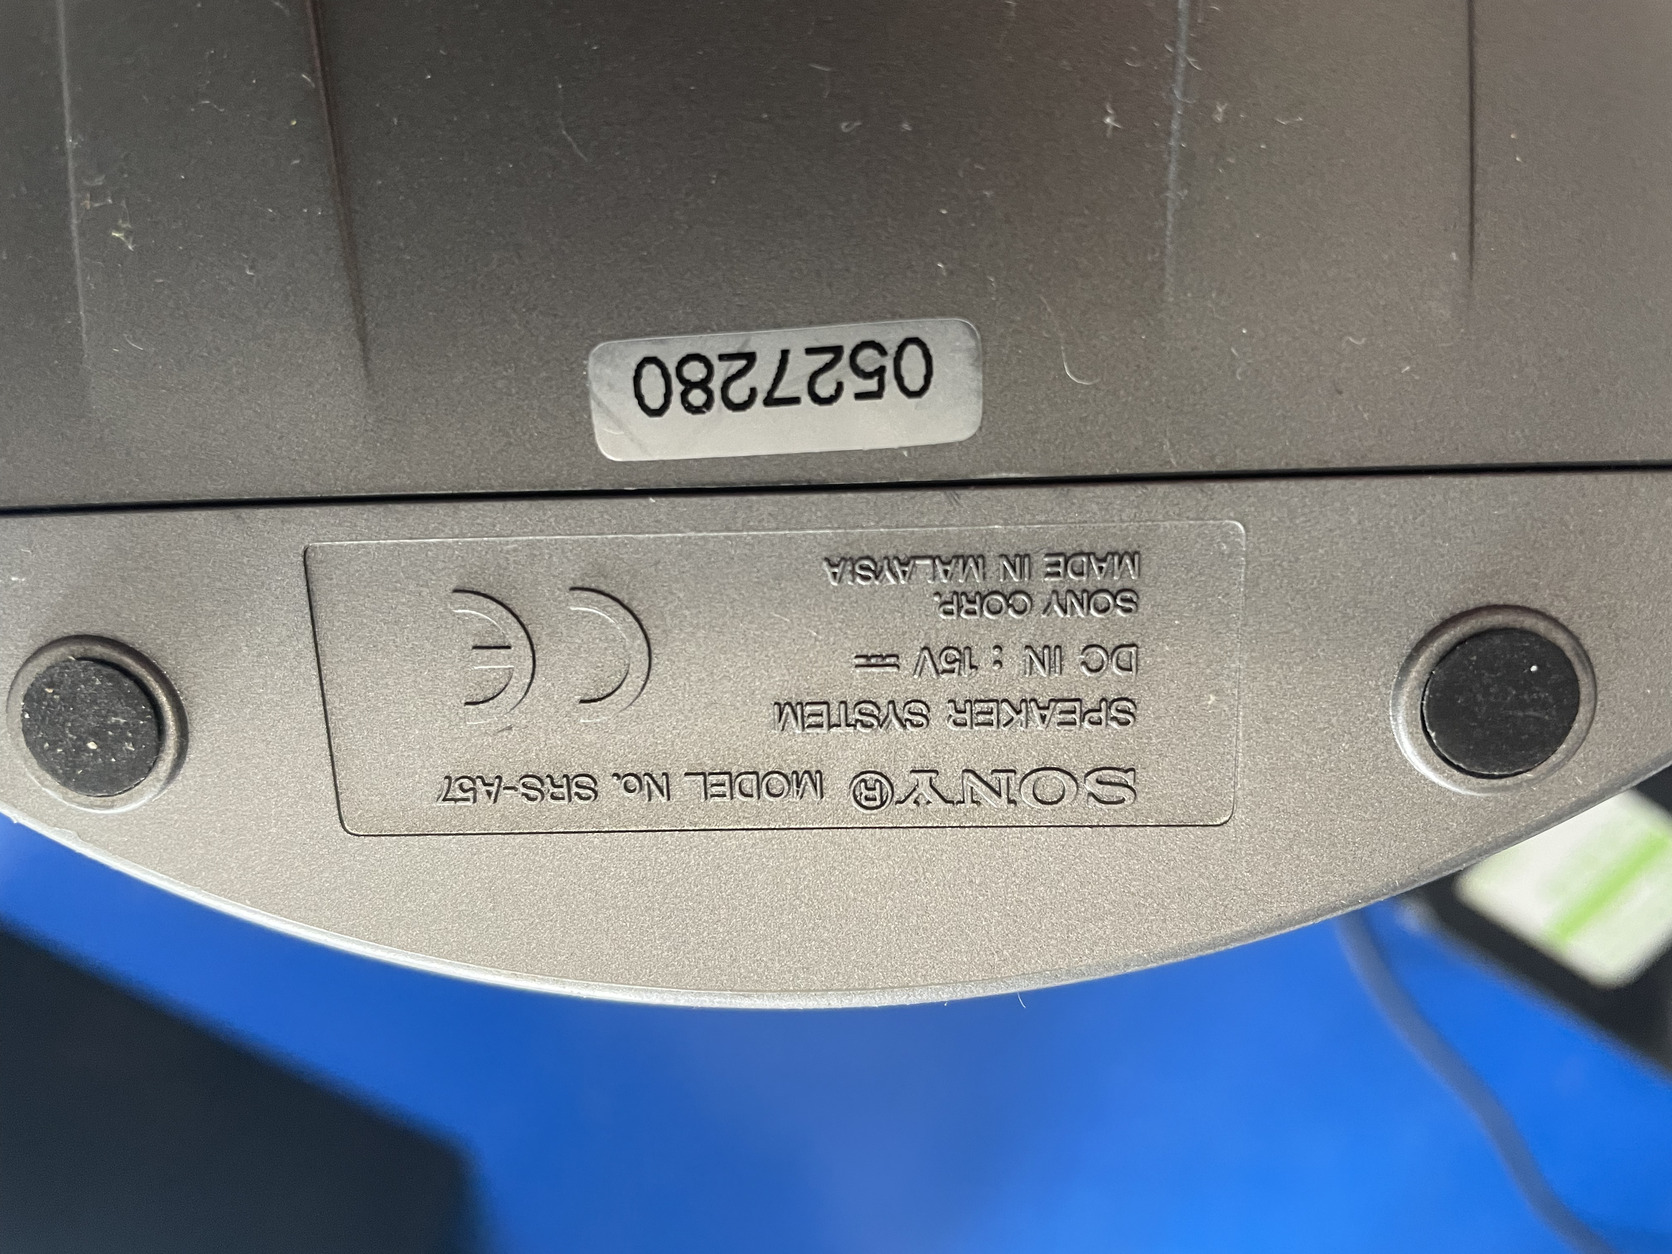 SONY® MODEL No. SRS-A57
SPEAKER SYSTEM
DC IN : 15V ⎓
SONY CORP.
MADE IN MALAYSIA
CE
0527280